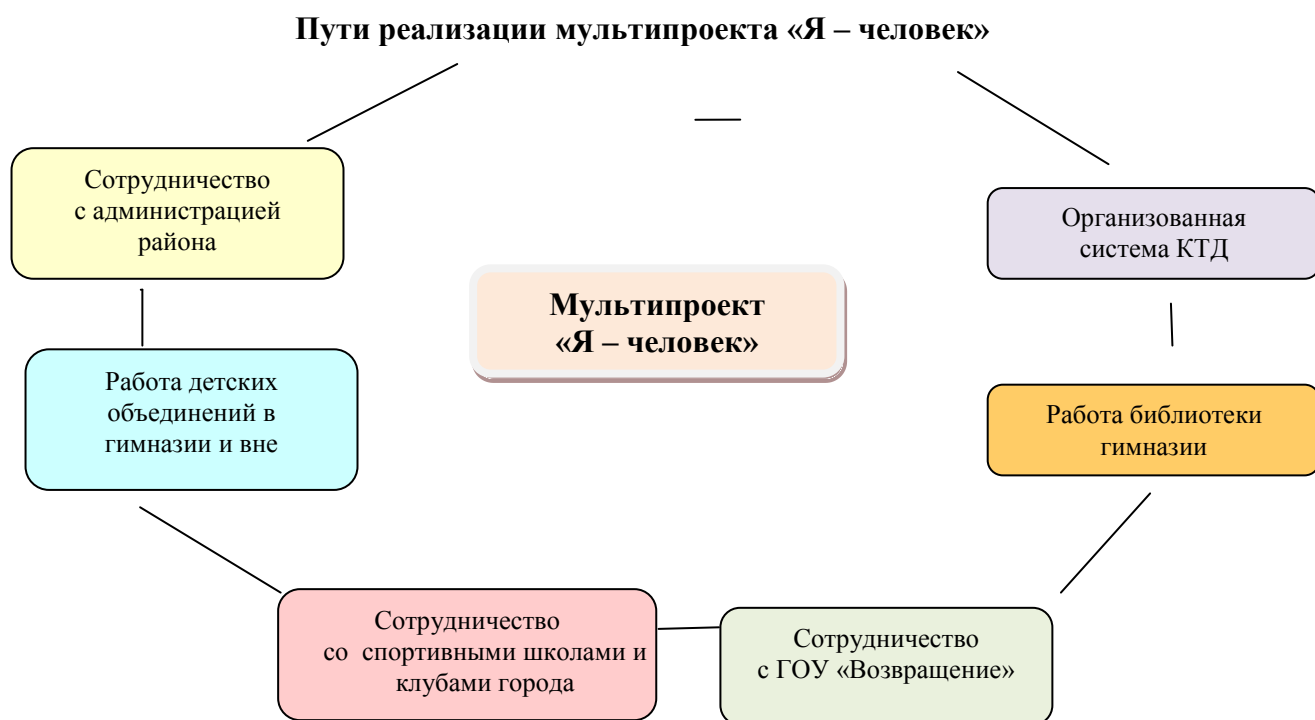 Пути реализации мультипроекта «Я – человек»
Сотрудничество
с администрацией
района
Организованная
система КТД
Мультипроект
«Я – человек»
Работа детских
объединений в
гимназии и вне
Работа библиотеки
гимназии
Сотрудничество
со спортивными школами и
клубами города
Сотрудничество
с ГОУ «Возвращение»